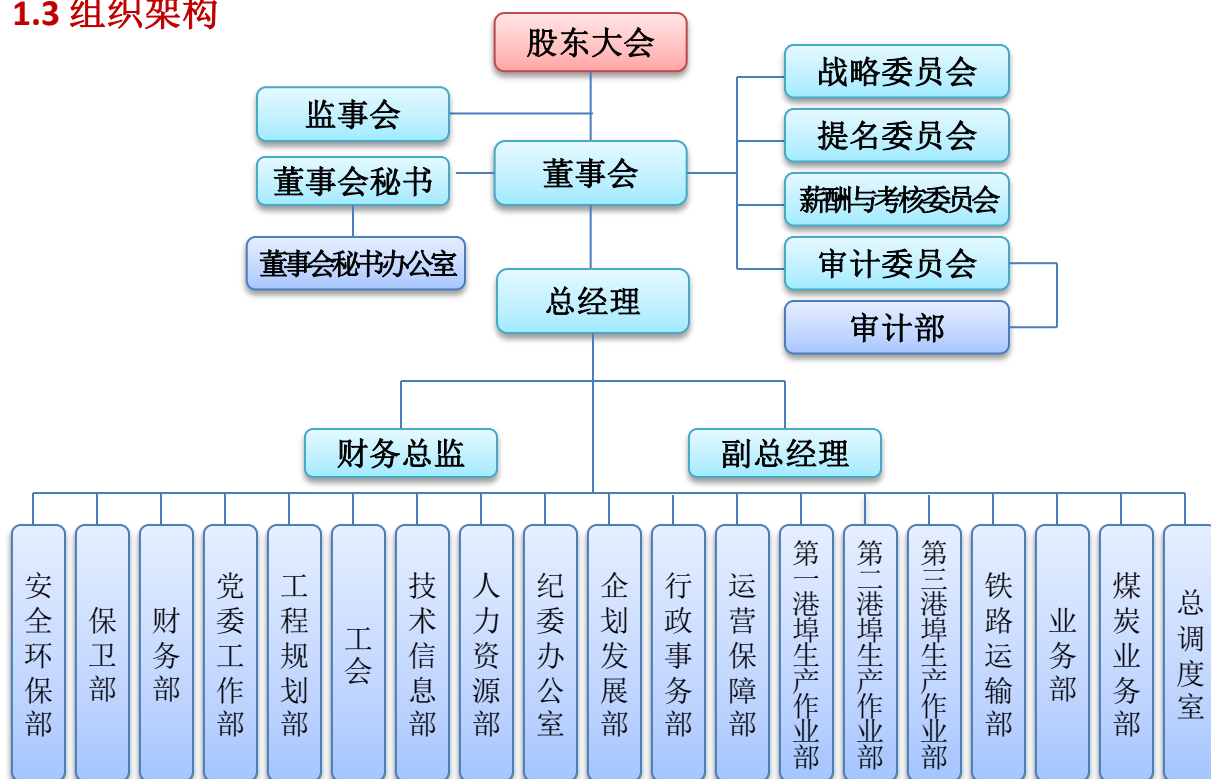 1.3 组织架构
股东大会
监事会
董事会秘书
董事会
董事会秘书办公室
总经理
战略委员会
提名委员会
薪酬与考核委员会
审计委员会
审计部
财务总监
副总经理
安全环保部
保卫部
财务部
党委工作部
工程规划部
工会
技术信息部
人力资源部
纪委办公室
企划发展部
行政事务部
运营保障部
第一港埠生产作业部
第二港埠生产作业部
第三港埠生产作业部
铁路运输部
业务部
煤炭业务部
总调度室